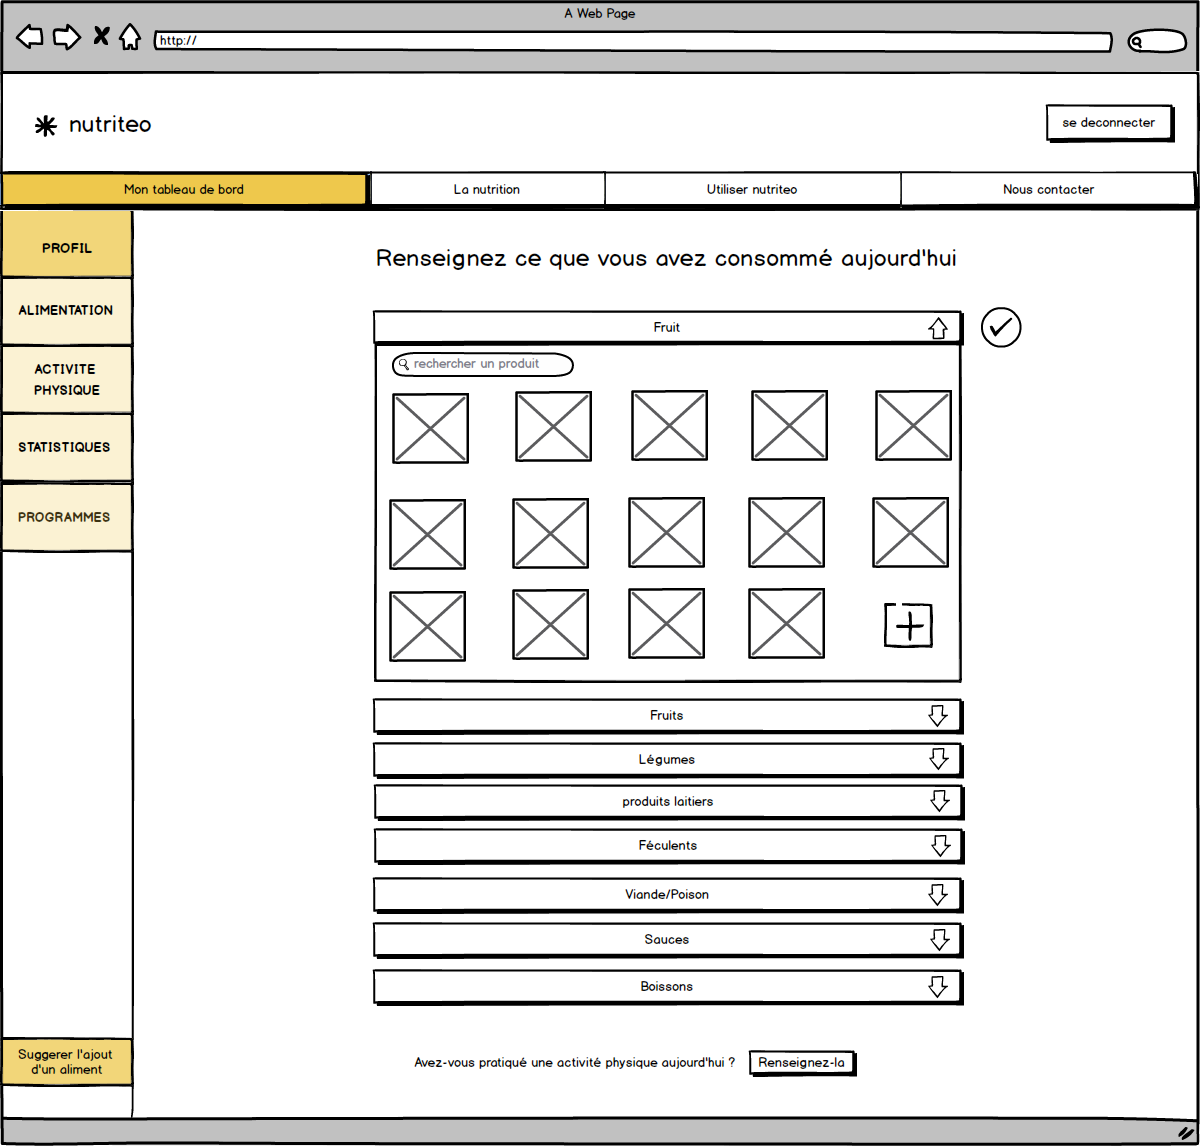 A Web Page
http://
nutriteo
se deconnecter
Mon tableau de bord
La nutrition
Utiliser nutriteo
Nous contacter
PROFIL
ALIMENTATION
ACTIVITE
PHYSIQUE
STATISTIQUES
PROGRAMMES
Suggerer l'ajout
d'un aliment
Renseignez ce que vous avez consommé aujourd'hui
Fruit
rechercher un produit
Fruits
Légumes
produits laitiers
Féculents
Viande/Poison
Sauces
Boissons
Avez-vous pratiqué une activité physique aujourd'hui ?
Renseignez-la